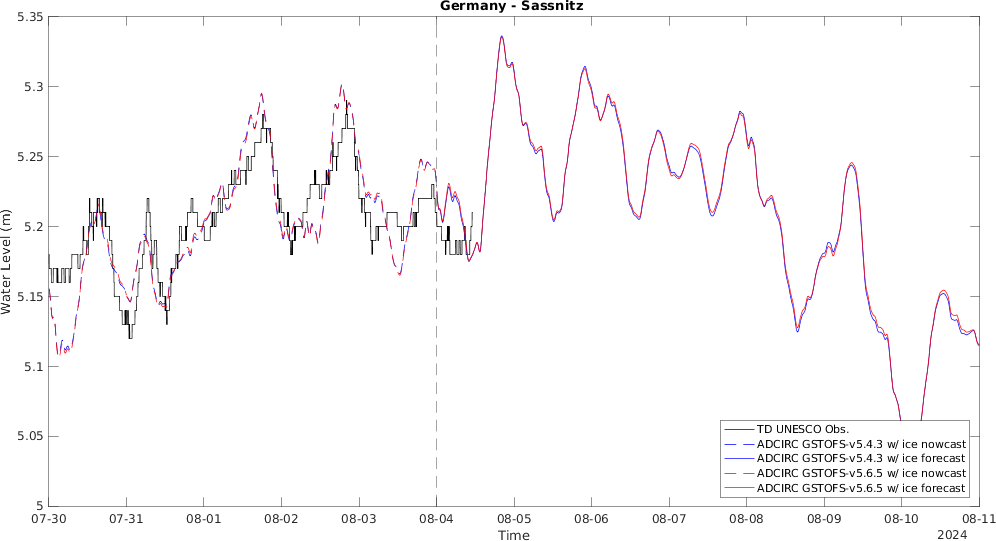 Germany - Sassnitz
5.35
5.3
5.25
5.2
5.15
5.1
5.05
5
Water Level (m)
TD UNESCO Obs.
ADCIRC GSTOFS-v5.4.3 w/ ice nowcast
ADCIRC GSTOFS-v5.4.3 w/ ice forecast
ADCIRC GSTOFS-v5.6.5 w/ ice nowcast
ADCIRC GSTOFS-v5.6.5 w/ ice forecast
07-30 07-31 08-01 08-02 08-03 08-04 08-05 08-06 08-07 08-08 08-09 08-10 08-11
Time
2024